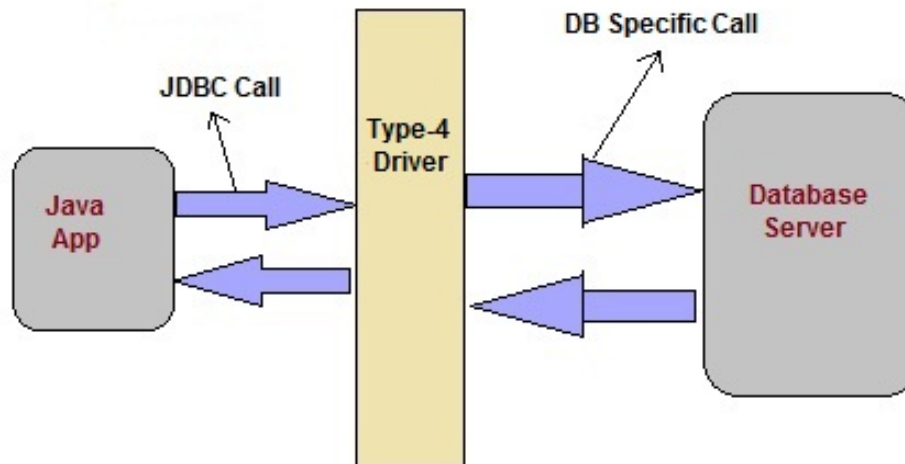 DB Specific Call
JDBC Call
Type-4
Driver
Java
App
Database
Server